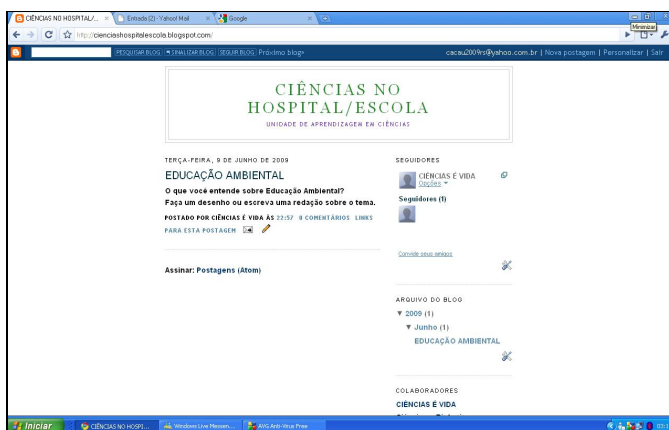 CIÊNCIAS NO HOSPITAL/...
Entrada (2) - Yahoo! Mail
Google
Minimizar
http://cienciashospitalescola.blogspot.com/
PESQUISAR BLOG SINALIZAR BLOG SEGUIR BLOG Próximo blog»
cacau2009rs@yahoo.com.br | Nova postagem | Personalizar | Sair
CIÊNCIAS NO
HOSPITAL/ESCOLA
UNIDADE DE APRENDIZAGEM EM CIÊNCIAS
TERÇA-FEIRA, 9 DE JUNHO DE 2009
EDUCAÇÃO AMBIENTAL
O que você entende sobre Educação Ambiental?
Faça um desenho ou escreva uma redação sobre o tema.
POSTADO POR CIÊNCIAS É VIDA ÀS 22:57 0 COMENTÁRIOS LINKS
PARA ESTA POSTAGEM
Assinar: Postagens (Atom)
SEGUIDORES
CIÊNCIAS É VIDA
Opções
Seguidores (1)
Convide seus amigos
ARQUIVO DO BLOG
▼ 2009 (1)
▼ Junho (1)
EDUCAÇÃO AMBIENTAL
COLABORADORES
CIÊNCIAS É VIDA
Iniciar
CIÊNCIAS NO HOSPI...
Windows Live Messen...
AVG Anti-Virus Free